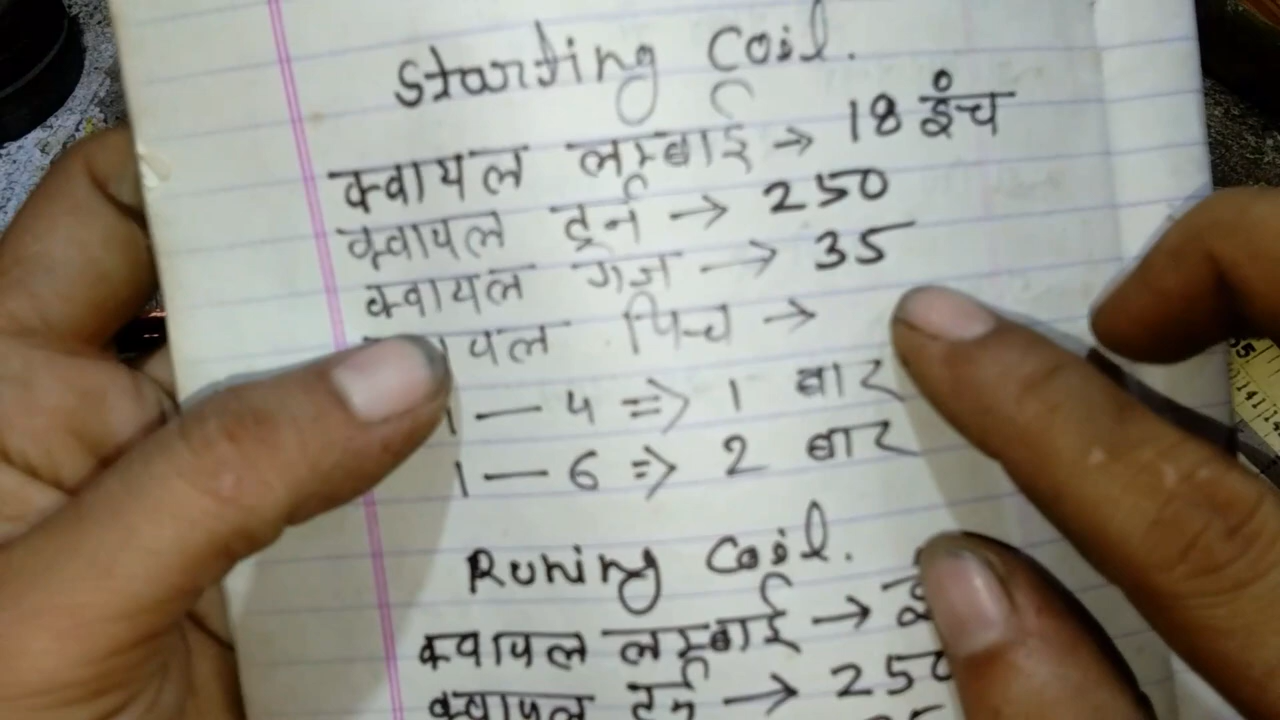 Starting Coil.
क्वायल लम्बाई → 18 इंच
क्वायल टर्न → 250
क्वायल गेज → 35
यल पिच →
1 — 4 => 1 बार
1 — 6 => 2 बार
Runing Coil.
क्वायल लम्बाई →
क्वायल टर्न → 250